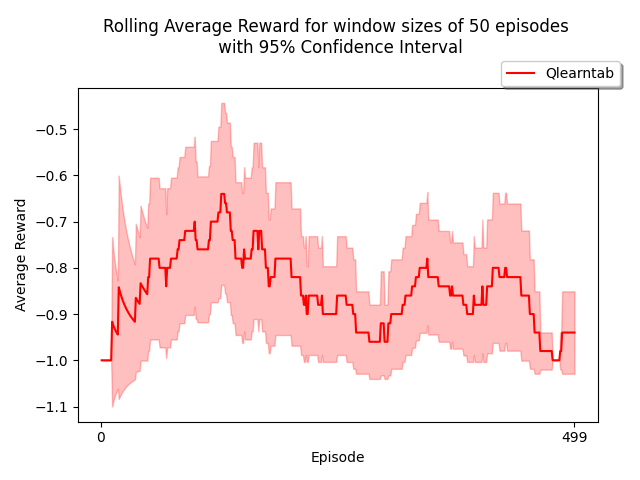 Rolling Average Reward for window sizes of 50 episodes
with 95% Confidence Interval
Qlearntab
Average Reward
−0.5
−0.6
−0.7
−0.8
−0.9
−1.0
−1.1
0
499
Episode